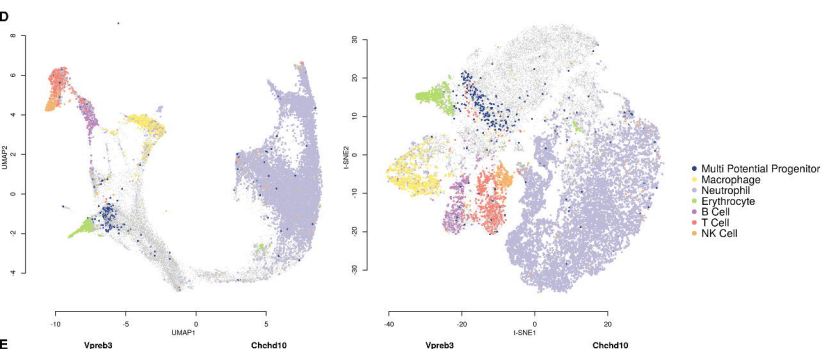 D
8
6
4
2
0
-2
-4
UMAP2
-10
-5
0
5
UMAP1
30
20
10
0
-10
-20
-30
t-SNE2
-40
-20
0
20
t-SNE1
Multi Potential Progenitor
Macrophage
Neutrophil
Erythrocyte
B Cell
T Cell
NK Cell
E
Vpreb3
Chchd10
Vpreb3
Chchd10